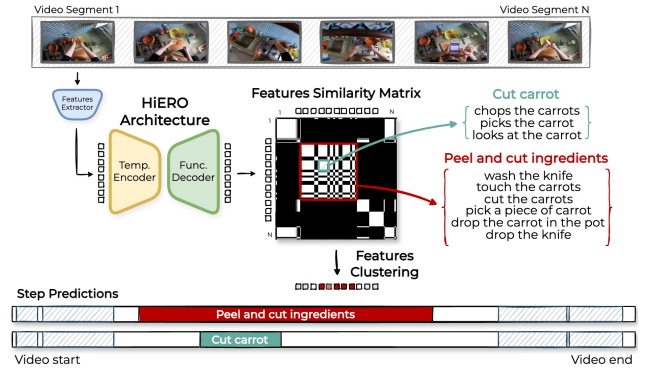 Video Segment 1
Video Segment N
Features
Extractor
HiERO
Architecture
Temp.
Encoder
Func.
Decoder
Features Similarity Matrix
1
N
1
N
Cut carrot
chops the carrots
picks the carrot
looks at the carrot
Peel and cut ingredients
wash the knife
touch the carrots
cut the carrots
pick a piece of carrot
drop the carrot in the pot
drop the knife
Features
Clustering
Step Predictions
Peel and cut ingredients
Cut carrot
Video start
Video end